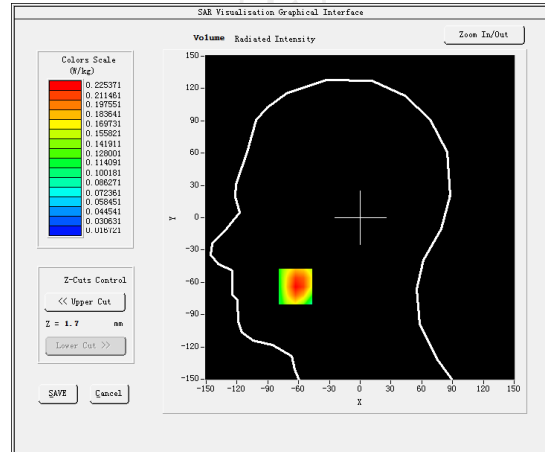 SAR Visualisation Graphical Interface
Volume Radiated Intensity
Zoom In/Out
Colors Scale
(W/kg)
0.225371
0.211461
0.197551
0.183641
0.169731
0.155821
0.141911
0.128001
0.114091
0.100181
0.086271
0.072361
0.058451
0.044541
0.030631
0.016721
150
120
90
60
30
0
-30
-60
-90
-120
-150
Y
-150 -120 -90 -60 -30 0 30 60 90 120 150
X
Z-Cuts Control
<< Upper Cut
Z = 1.7 mm
Lower Cut >>
SAVE Cancel